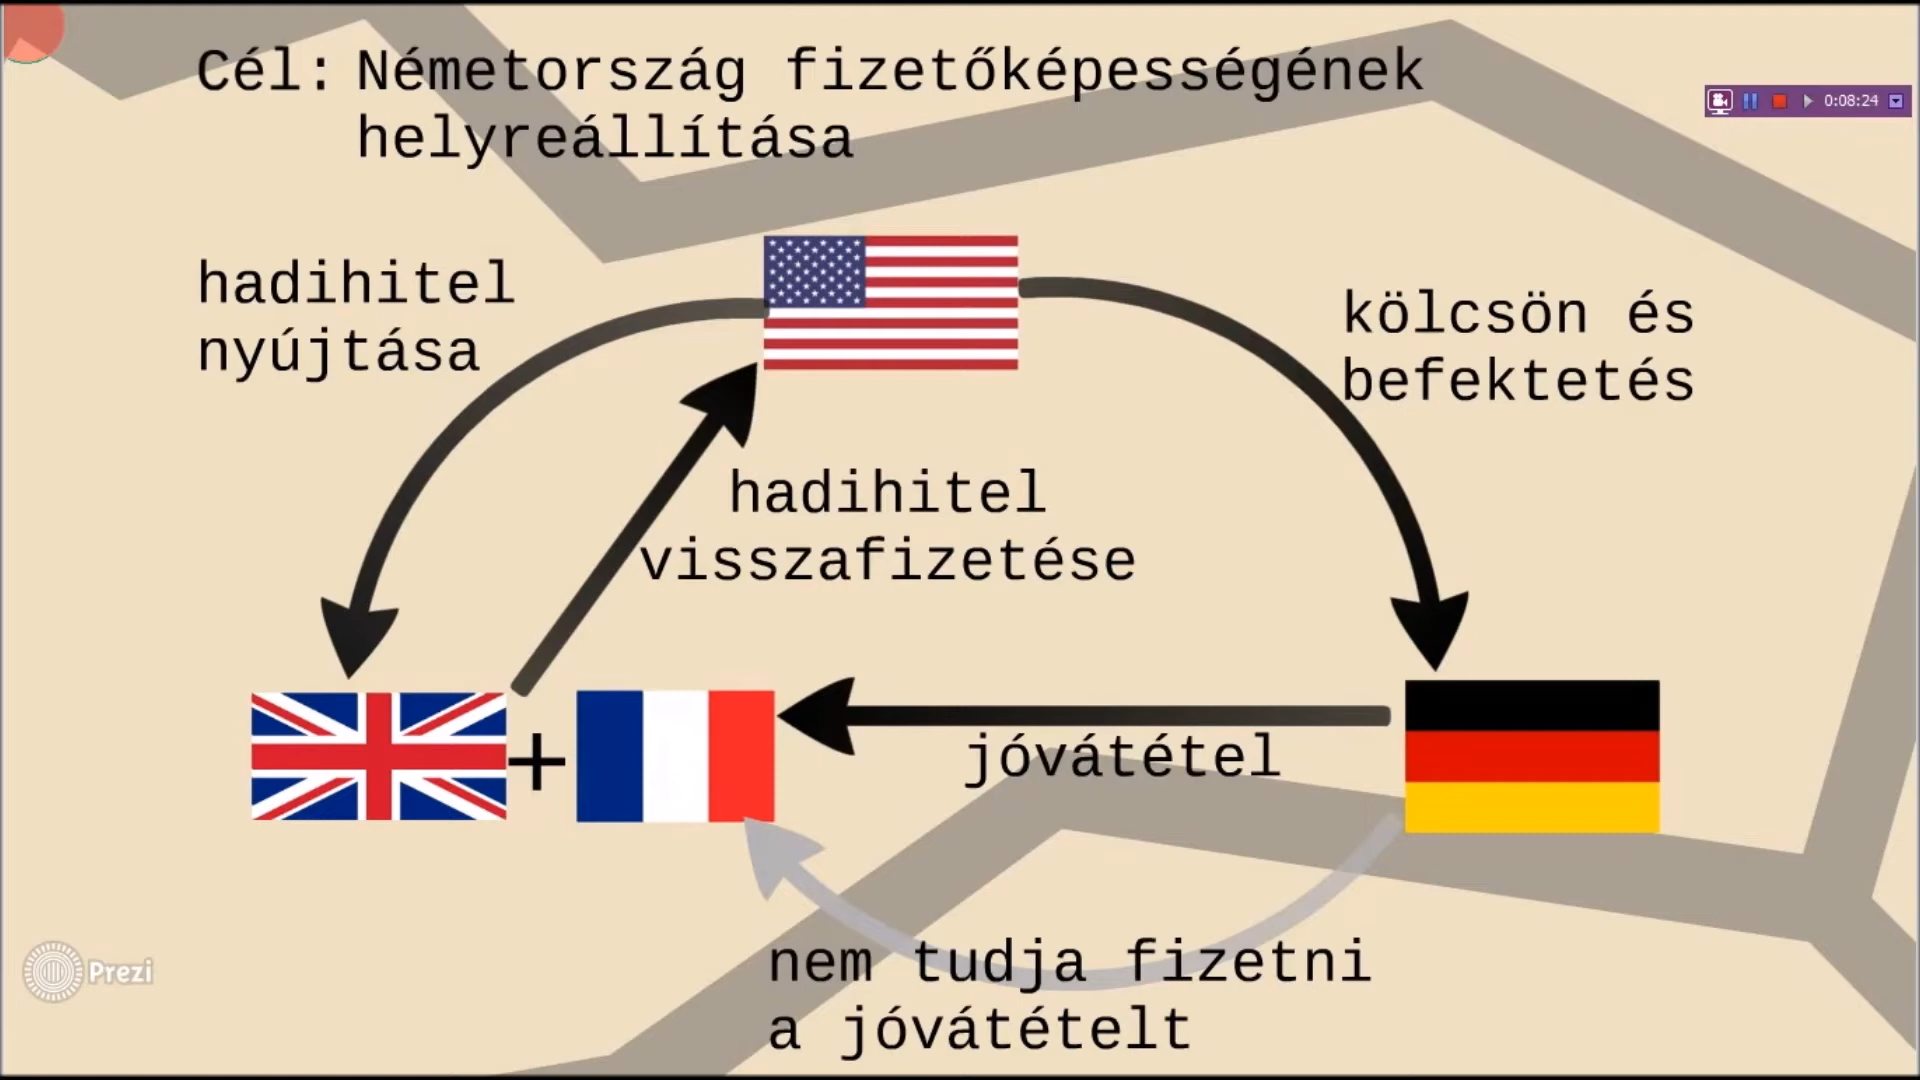 Cél: Németország fizetőképességének
helyreállítása
0:08:24
hadihitel
nyújtása
kölcsön és
befektetés
hadihitel
visszafizetése
+
jóvátétel
nem tudja fizetni
a jóvátételt
Prezi